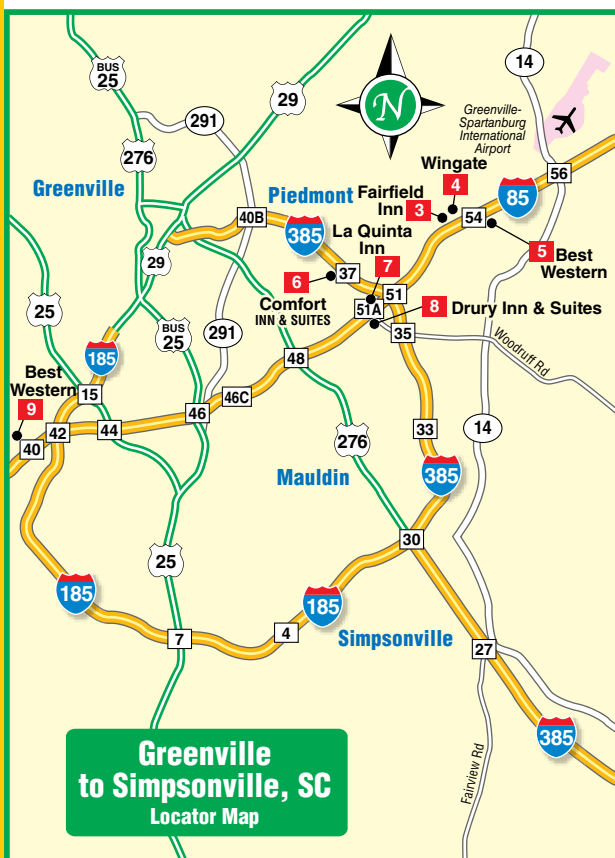 BUS
25
29
14
291
N
Greenville-
Spartanburg
International
Airport
276
Wingate
56
Greenville
Piedmont
Fairfield
Inn
3
4
85
40B
385
54
La Quinta
Inn
29
5
Best
Western
6
37
7
51
Comfort
INN & SUITES
51A
8
Drury Inn & Suites
25
BUS
25
291
35
Woodruff Rd
185
48
Best
Western
15
46C
9
46
42
44
33
14
40
276
Mauldin
385
30
25
185
185
7
4
Simpsonville
27
Greenville
to Simpsonville, SC
Locator Map
385
Fairview Rd